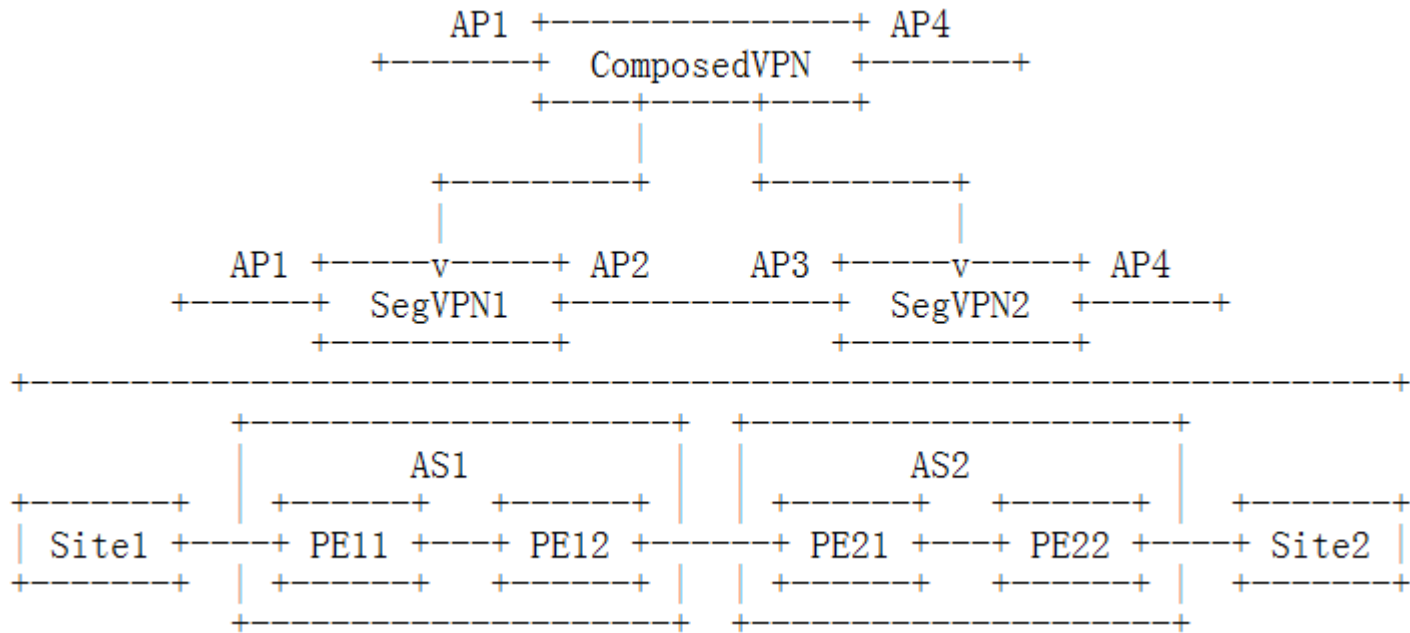 AP1 AP4
ComposedVPN
AP1 v AP2 AP3 v AP4
SegVPN1 SegVPN2
AS1 AS2
Site1 PE11 PE12 PE21 PE22 Site2